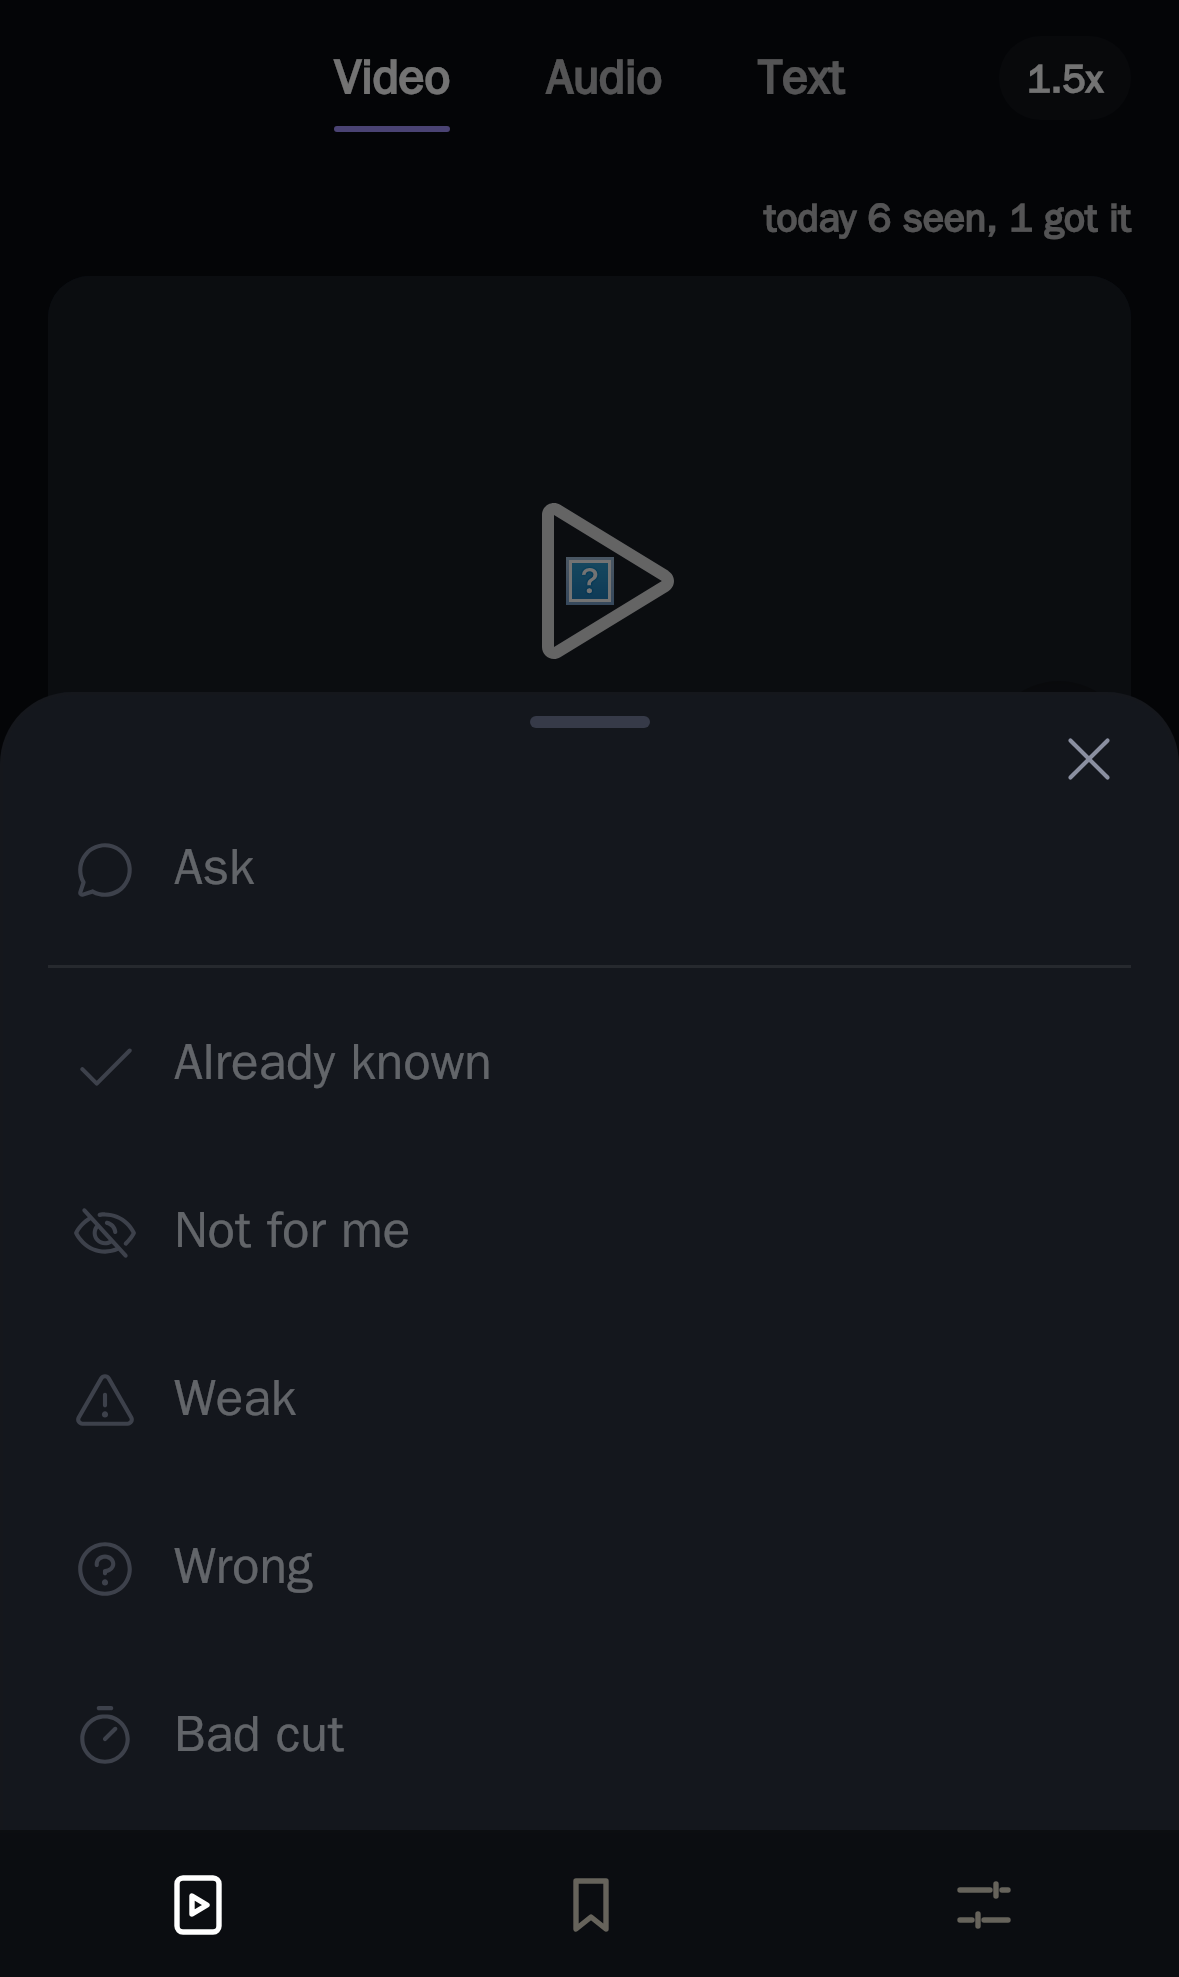 Video Audio Text 1.5x
today 6 seen, 1 got it
?
Ask
Already known
Not for me
Weak
Wrong
Bad cut